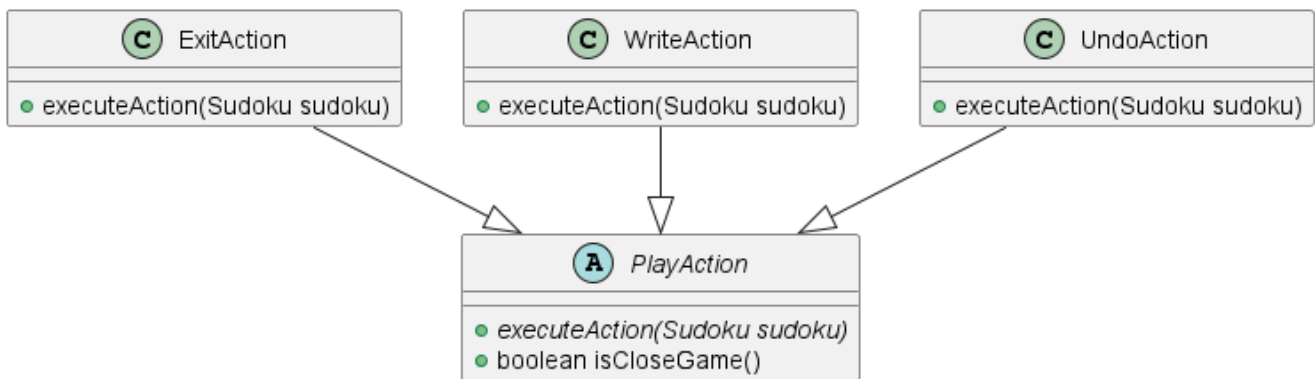 C ExitAction
executeAction(Sudoku sudoku)
C WriteAction
executeAction(Sudoku sudoku)
C UndoAction
executeAction(Sudoku sudoku)
A PlayAction
executeAction(Sudoku sudoku)
boolean isCloseGame()